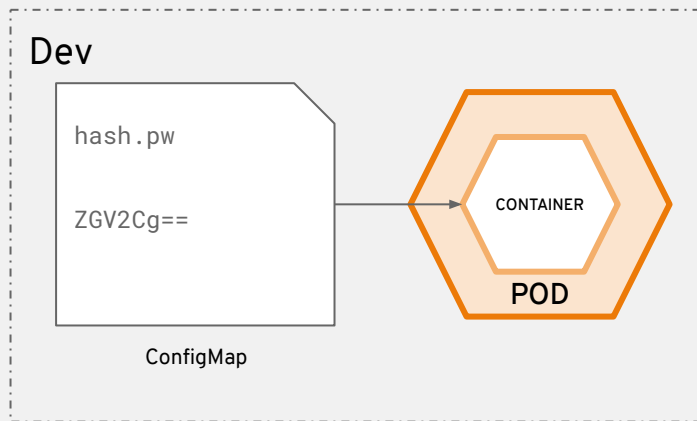 Dev
hash.pw
ZGV2Cg==
ConfigMap
CONTAINER
POD